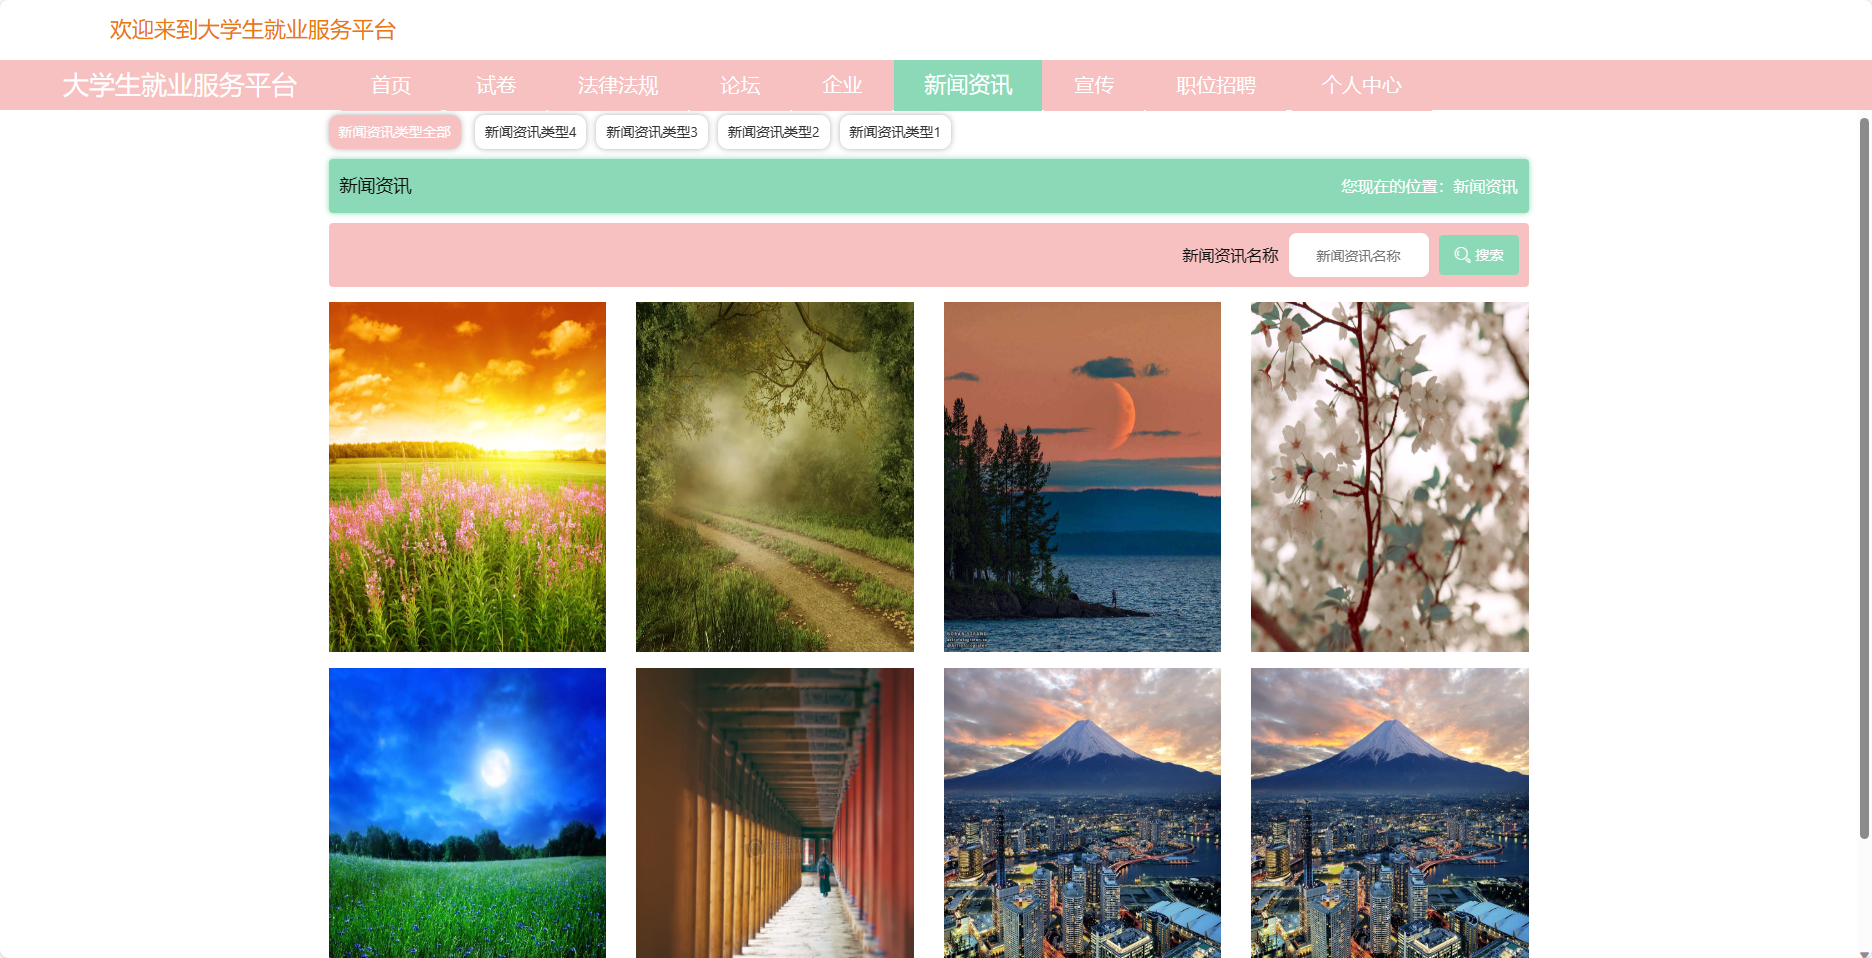 欢迎来到大学生就业服务平台
大学生就业服务平台 首页 试卷 法律法规 论坛 企业 新闻资讯 宣传 职位招聘 个人中心
新闻资讯类型全部 新闻资讯类型4 新闻资讯类型3 新闻资讯类型2 新闻资讯类型1
新闻资讯 您现在的位置：新闻资讯
新闻资讯名称 新闻资讯名称 搜索